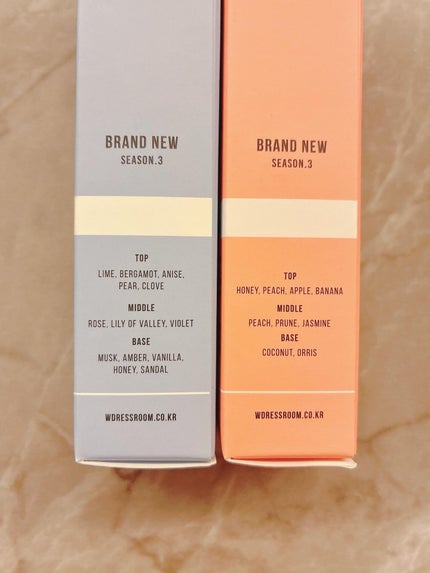 BRAND NEW
SEASON.3
TOP
LIME, BERGAMOT, ANISE,
PEAR, CLOVE
MIDDLE
ROSE, LILY OF VALLEY, VIOLET
BASE
MUSK, AMBER, VANILLA,
HONEY, SANDAL
WDRESSROOM.CO.KR
BRAND NEW
SEASON.3
TOP
HONEY, PEACH, APPLE, BANANA
MIDDLE
PEACH, PRUNE, JASMINE
BASE
COCONUT, ORRIS
WDRESSROOM.CO.KR